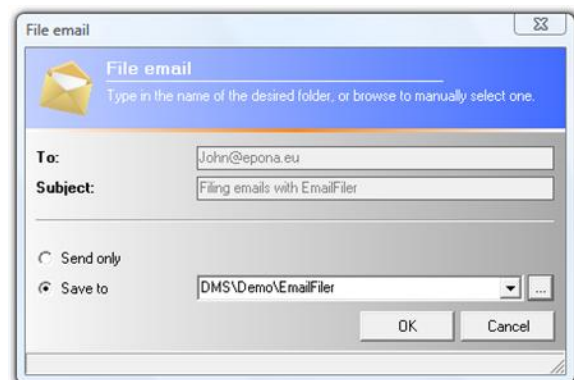 File email
File email
Type in the name of the desired folder, or browse to manually select one.
To: John@epona.eu
Subject: Filing emails with EmailFiler
Send only
Save to DMS\Demo\EmailFiler ...
OK Cancel